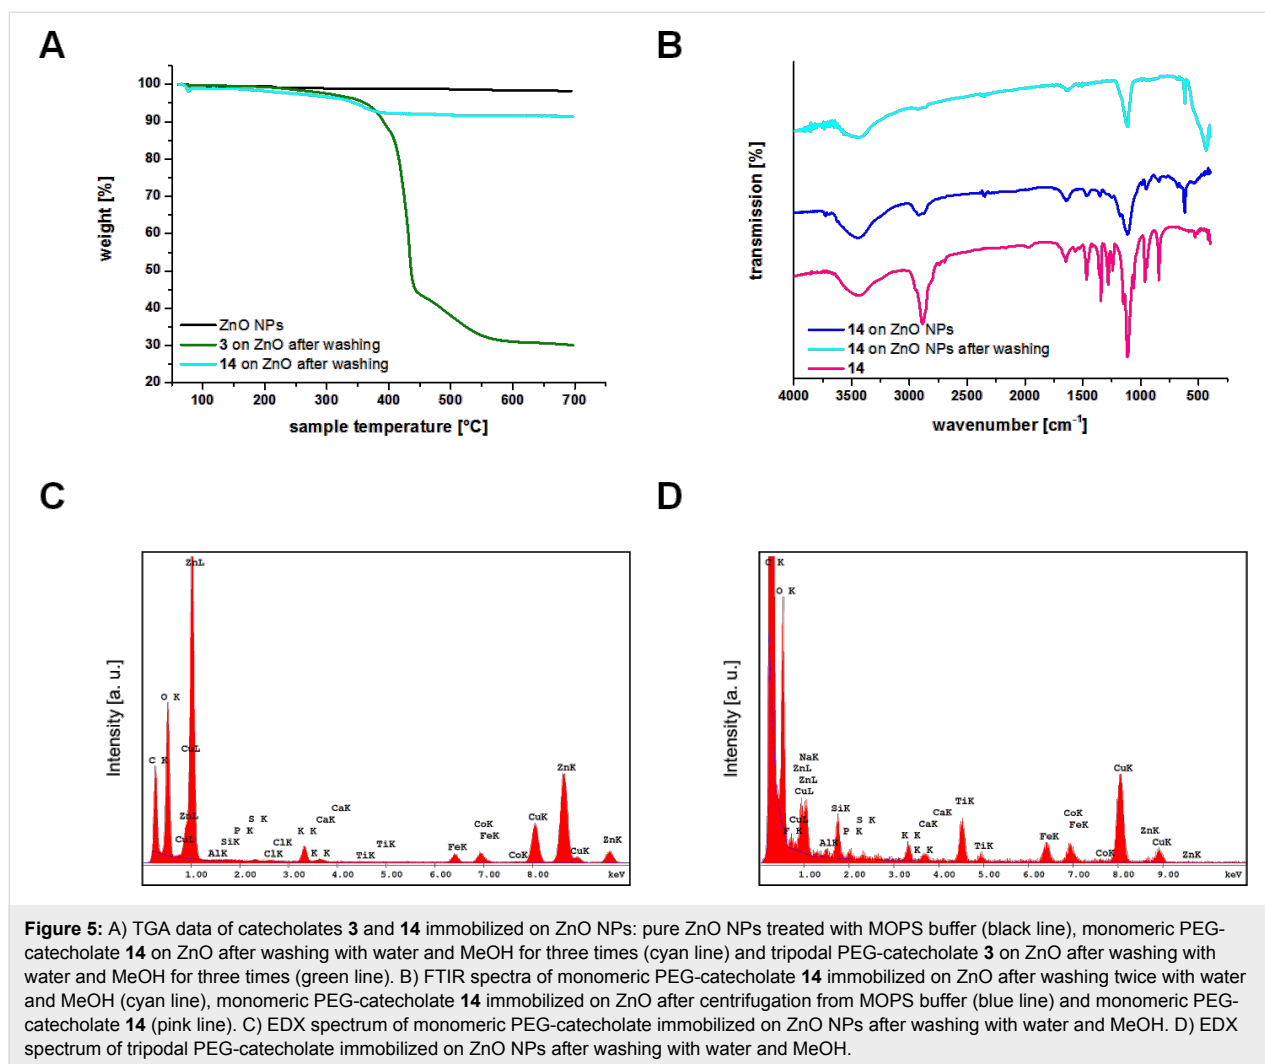 A
B
100
90
80
70
60
50
40
30
20
weight [%]
ZnO NPs
3 on ZnO after washing
14 on ZnO after washing
100 200 300 400 500 600 700
sample temperature [ºC]
transmission [%]
14 on ZnO NPs
14 on ZnO NPs after washing
14
4000 3500 3000 2500 2000 1500 1000 500
wavenumber [cm-1]
C
D
Intensity [a. u.]
ZnL
O K
CuL
C K
ZnL
CuL
AlK
SiK
P K
S K
ClK
ClK
K K
K K
CaK
CaK
TiK
TiK
FeK
CoK
FeK
CoK
CuK
ZnK
CuK
ZnK
1.00 2.00 3.00 4.00 5.00 6.00 7.00 8.00 keV
Intensity [a. u.]
C K
O K
NaK
ZnL
ZnL
CuL
CuL
F K
AlK
SiK
P K
S K
K K
K K
CaK
CaK
TiK
TiK
FeK
CoK
FeK
CoK
CuK
ZnK
CuK
ZnK
1.00 2.00 3.00 4.00 5.00 6.00 7.00 8.00 9.00 keV
Figure 5: A) TGA data of catecholates 3 and 14 immobilized on ZnO NPs: pure ZnO NPs treated with MOPS buffer (black line), monomeric PEG-
catecholate 14 on ZnO after washing with water and MeOH for three times (cyan line) and tripodal PEG-catecholate 3 on ZnO after washing with
water and MeOH for three times (green line). B) FTIR spectra of monomeric PEG-catecholate 14 immobilized on ZnO after washing twice with water
and MeOH (cyan line), monomeric PEG-catecholate 14 immobilized on ZnO after centrifugation from MOPS buffer (blue line) and monomeric PEG-
catecholate 14 (pink line). C) EDX spectrum of monomeric PEG-catecholate immobilized on ZnO NPs after washing with water and MeOH. D) EDX
spectrum of tripodal PEG-catecholate immobilized on ZnO NPs after washing with water and MeOH.